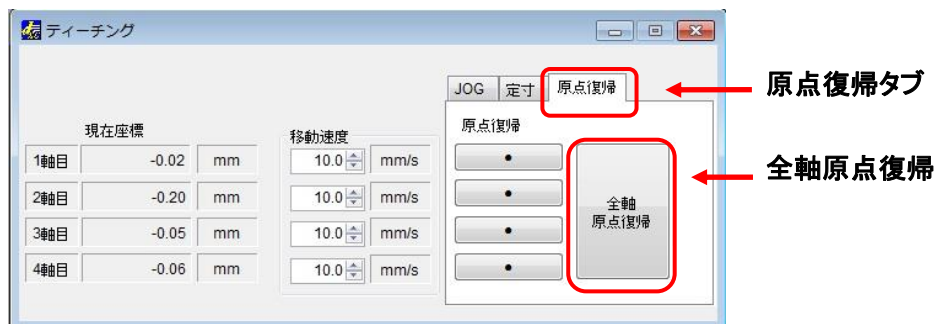 ティーチング
JOG 定寸 原点復帰
原点復帰タブ
現在座標
移動速度
原点復帰
1軸目 -0.02 mm 10.0 mm/s ●
2軸目 -0.20 mm 10.0 mm/s ●
3軸目 -0.05 mm 10.0 mm/s ●
4軸目 -0.06 mm 10.0 mm/s ●
全軸
原点復帰
全軸原点復帰